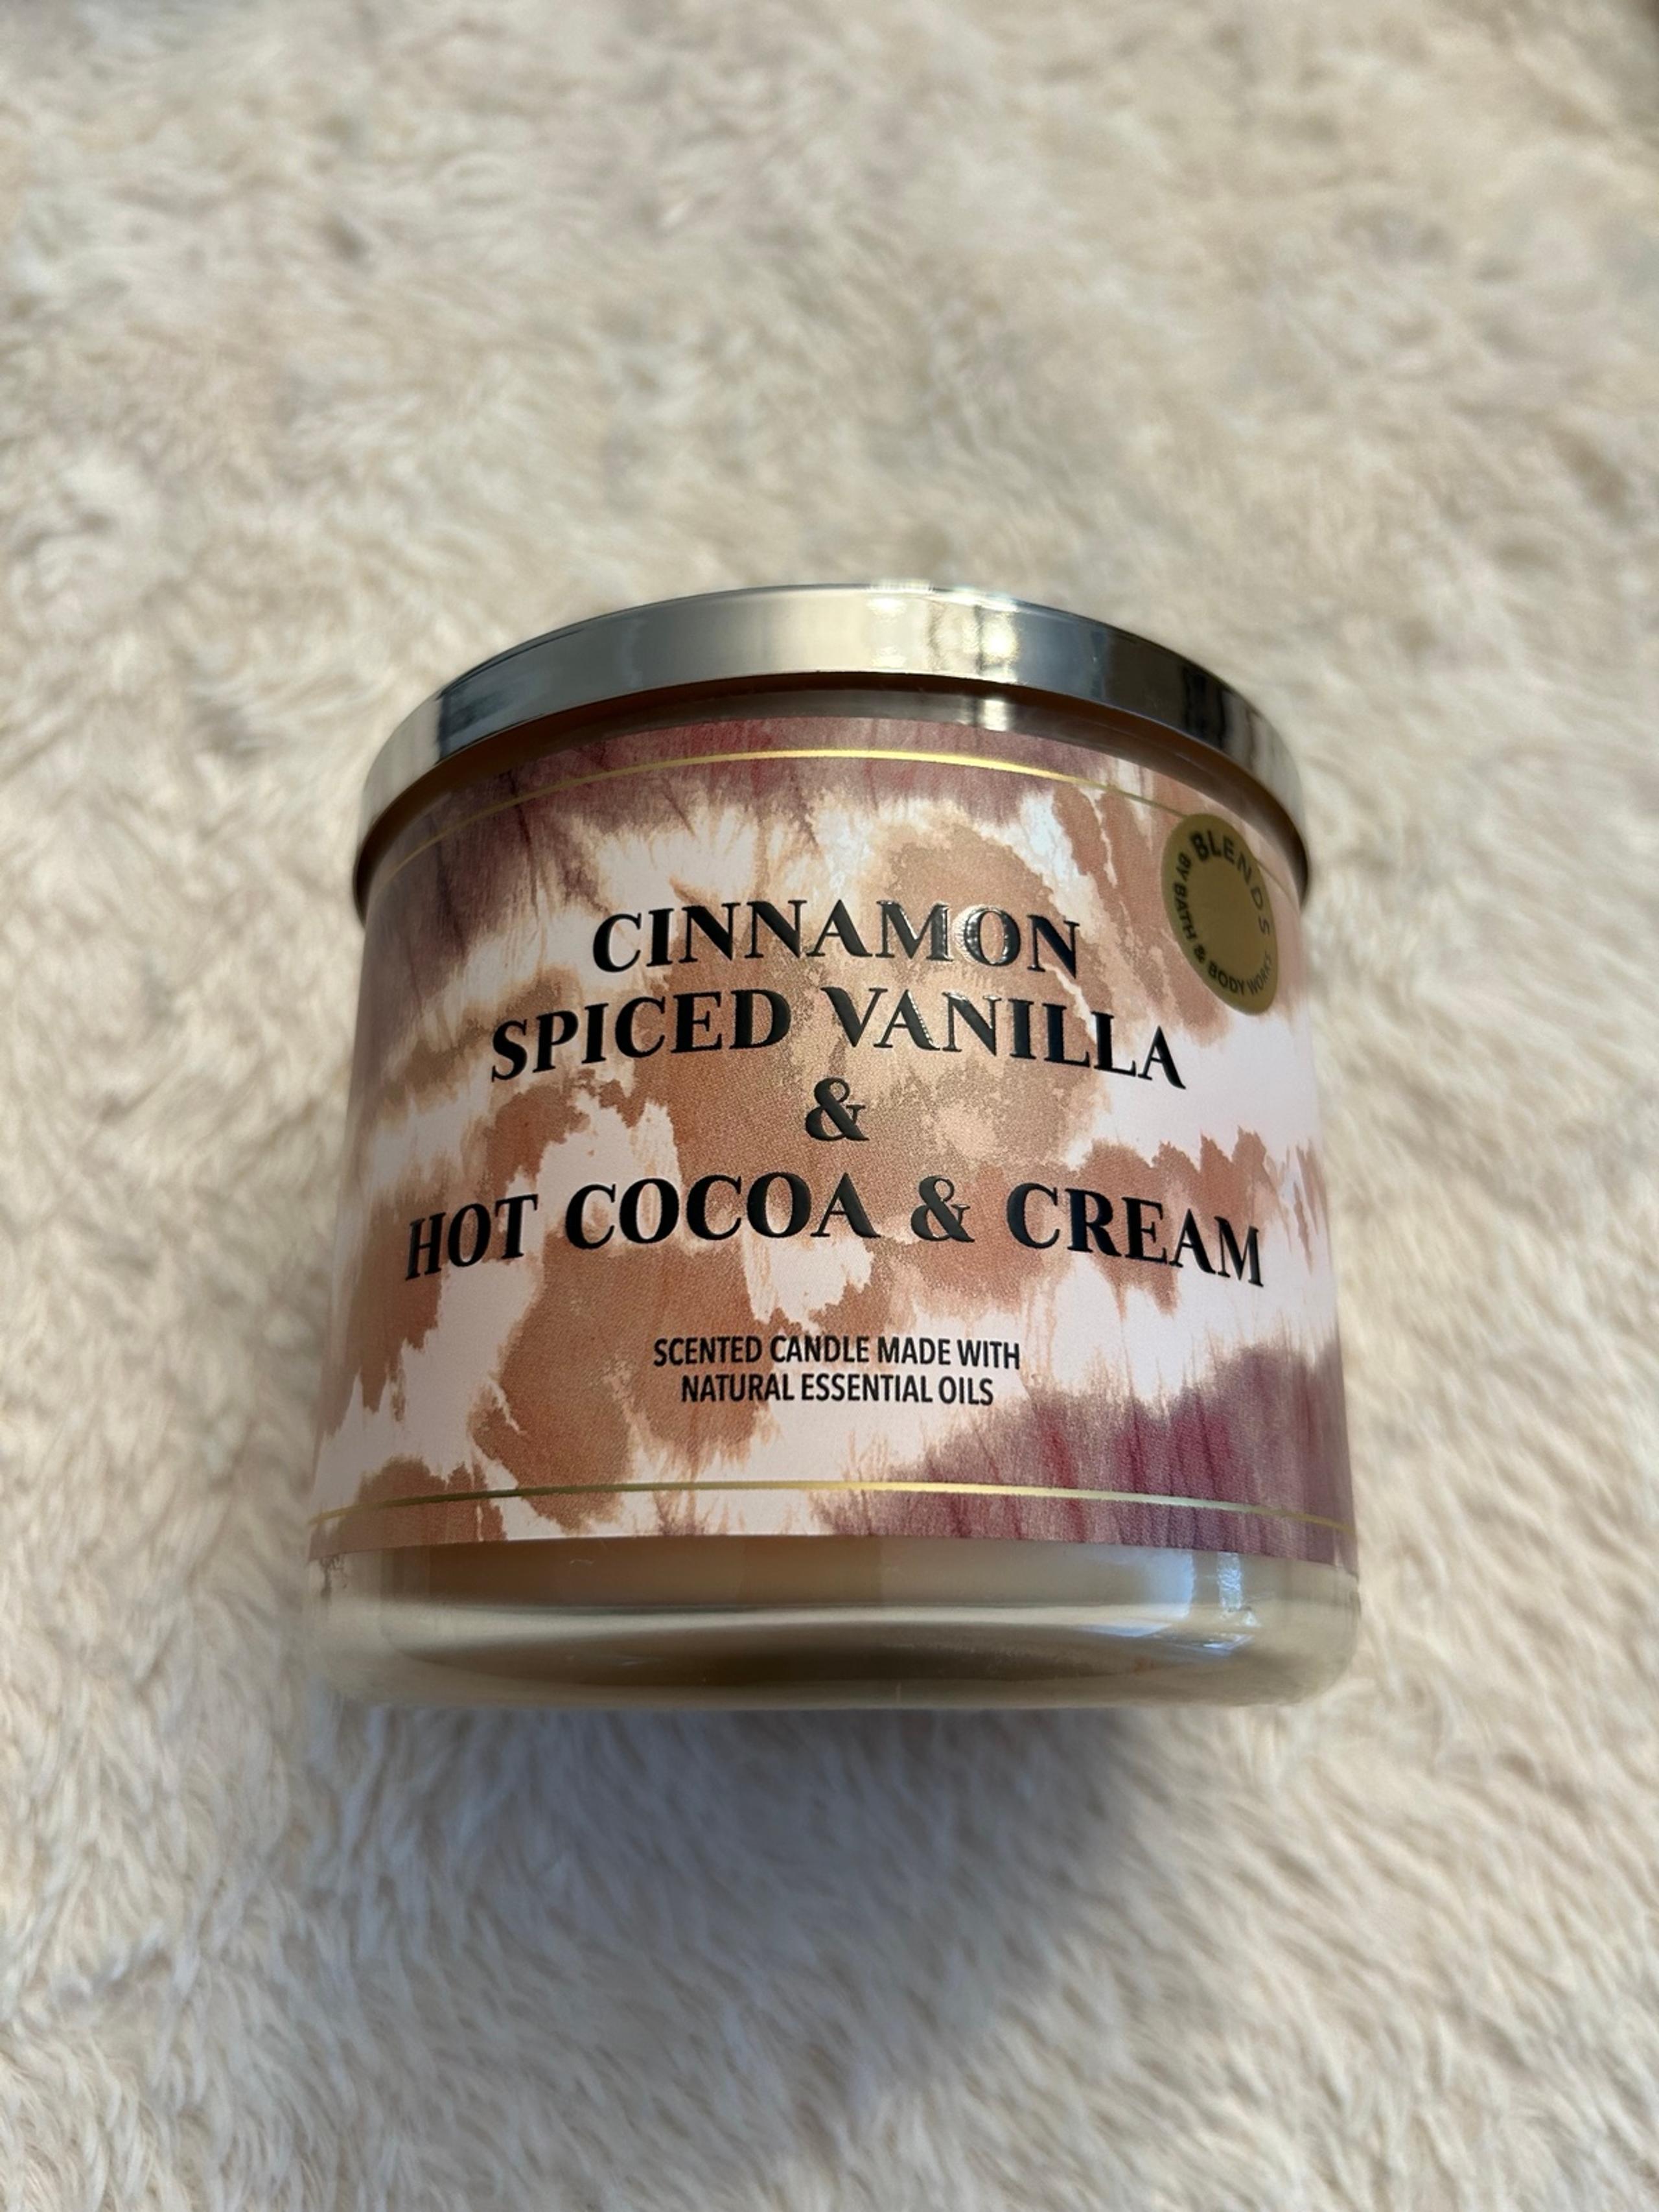 CINNAMON
SPICED VANILLA
&
HOT COCOA & CREAM
SCENTED CANDLE MADE WITH
NATURAL ESSENTIAL OILS
BLENDS
BY BATH & BODY WORKS